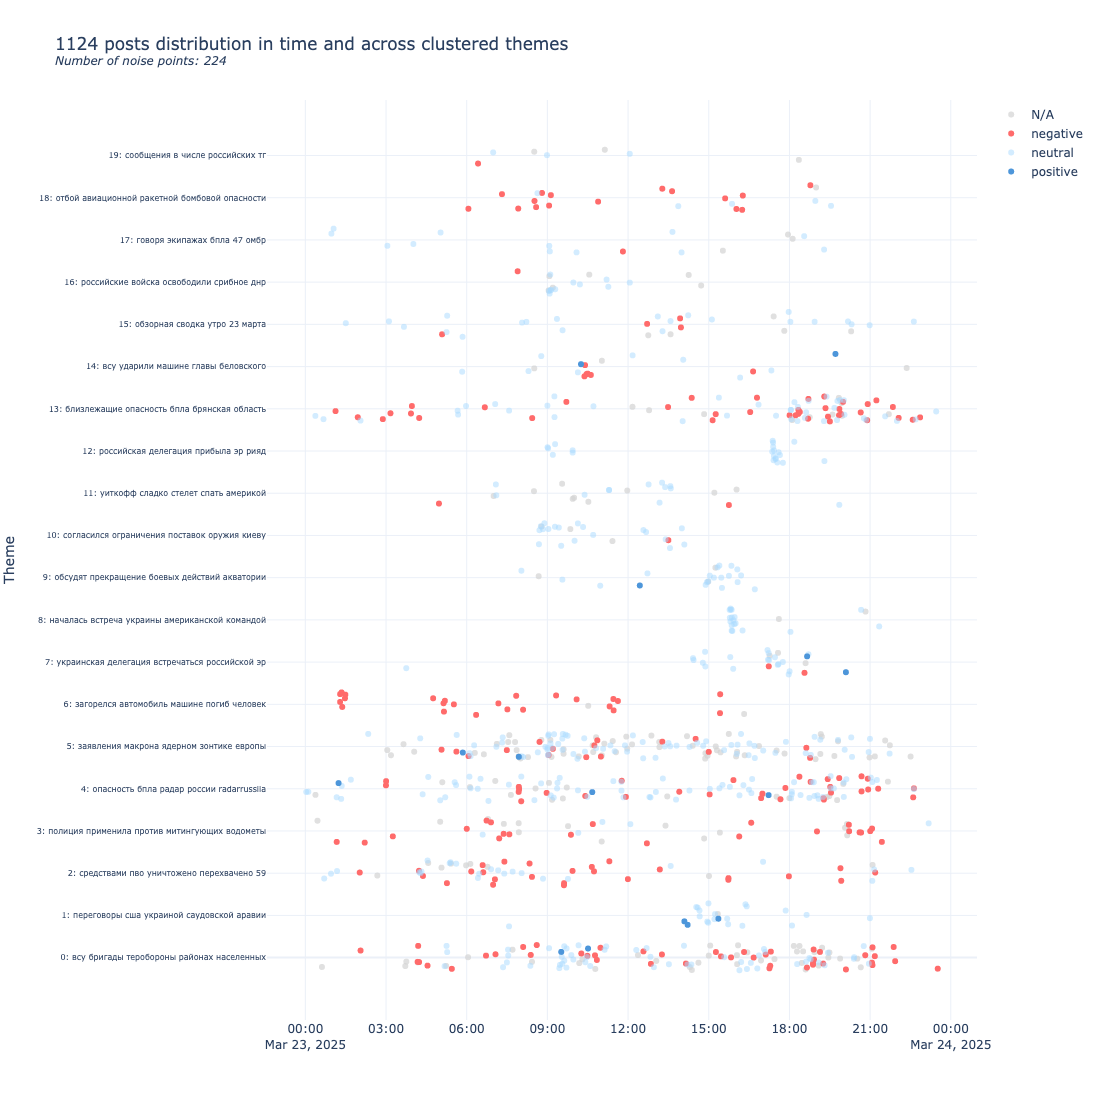 1124 posts distribution in time and across clustered themes
Number of noise points: 224
N/A
negative
neutral
positive
Theme
19: сообщения в числе российских тг
18: отбой авиационной ракетной бомбовой опасности
17: говоря экипажах бпла 47 омбр
16: российские войска освободили срибное днр
15: обзорная сводка утро 23 марта
14: всу ударили машине главы беловского
13: близлежащие опасность бпла брянская область
12: российская делегация прибыла эр рияд
11: уиткофф сладко стелет спать америкой
10: согласился ограничения поставок оружия киеву
9: обсудят прекращение боевых действий акватории
8: началась встреча украины американской командой
7: украинская делегация встречаться российской эр
6: загорелся автомобиль машине погиб человек
5: заявления макрона ядерном зонтике европы
4: опасность бпла радар россии radarrussiia
3: полиция применила против митингующих водометы
2: средствами пво уничтожено перехвачено 59
1: переговоры сша украиной саудовской аравии
0: всу бригады теробороны районах населенных
00:00 03:00 06:00 09:00 12:00 15:00 18:00 21:00 00:00
Mar 23, 2025 Mar 24, 2025